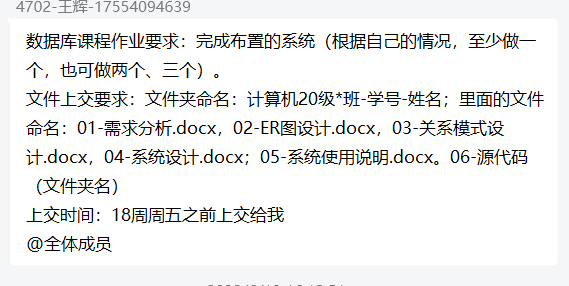 4702-王辉-17554094639
数据库课程作业要求：完成布置的系统（根据自己的情况，至少做一
个，也可做两个、三个）。
文件上交要求：文件夹命名：计算机20级*班-学号-姓名；里面的文件
命名：01-需求分析.docx，02-ER图设计.docx，03-关系模式设
计.docx，04-系统设计.docx；05-系统使用说明.docx。06-源代码
（文件夹名）
上交时间：18周周五之前上交给我
@全体成员